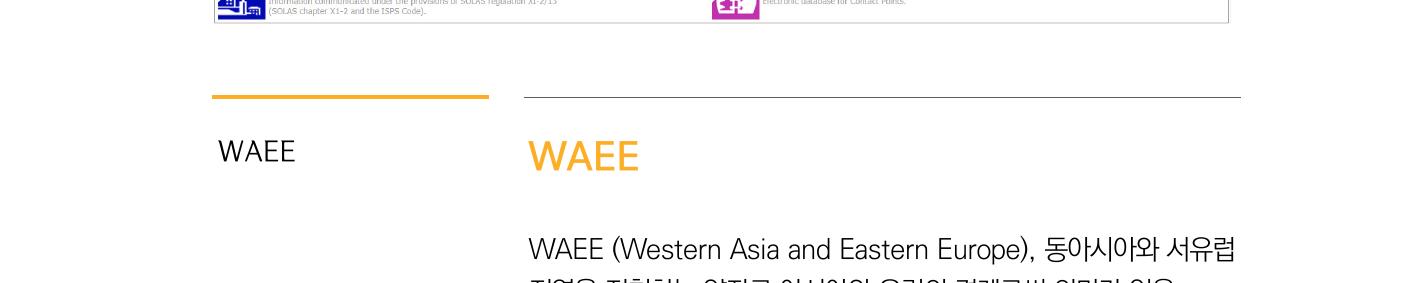 Information communicated under the provisions of SOLAS regulation XI-2/13
(SOLAS chapter X1-2 and the ISPS Code).
Electronic database for Contact Points.
WAEE
WAEE
WAEE (Western Asia and Eastern Europe), 동아시아와 서유럽